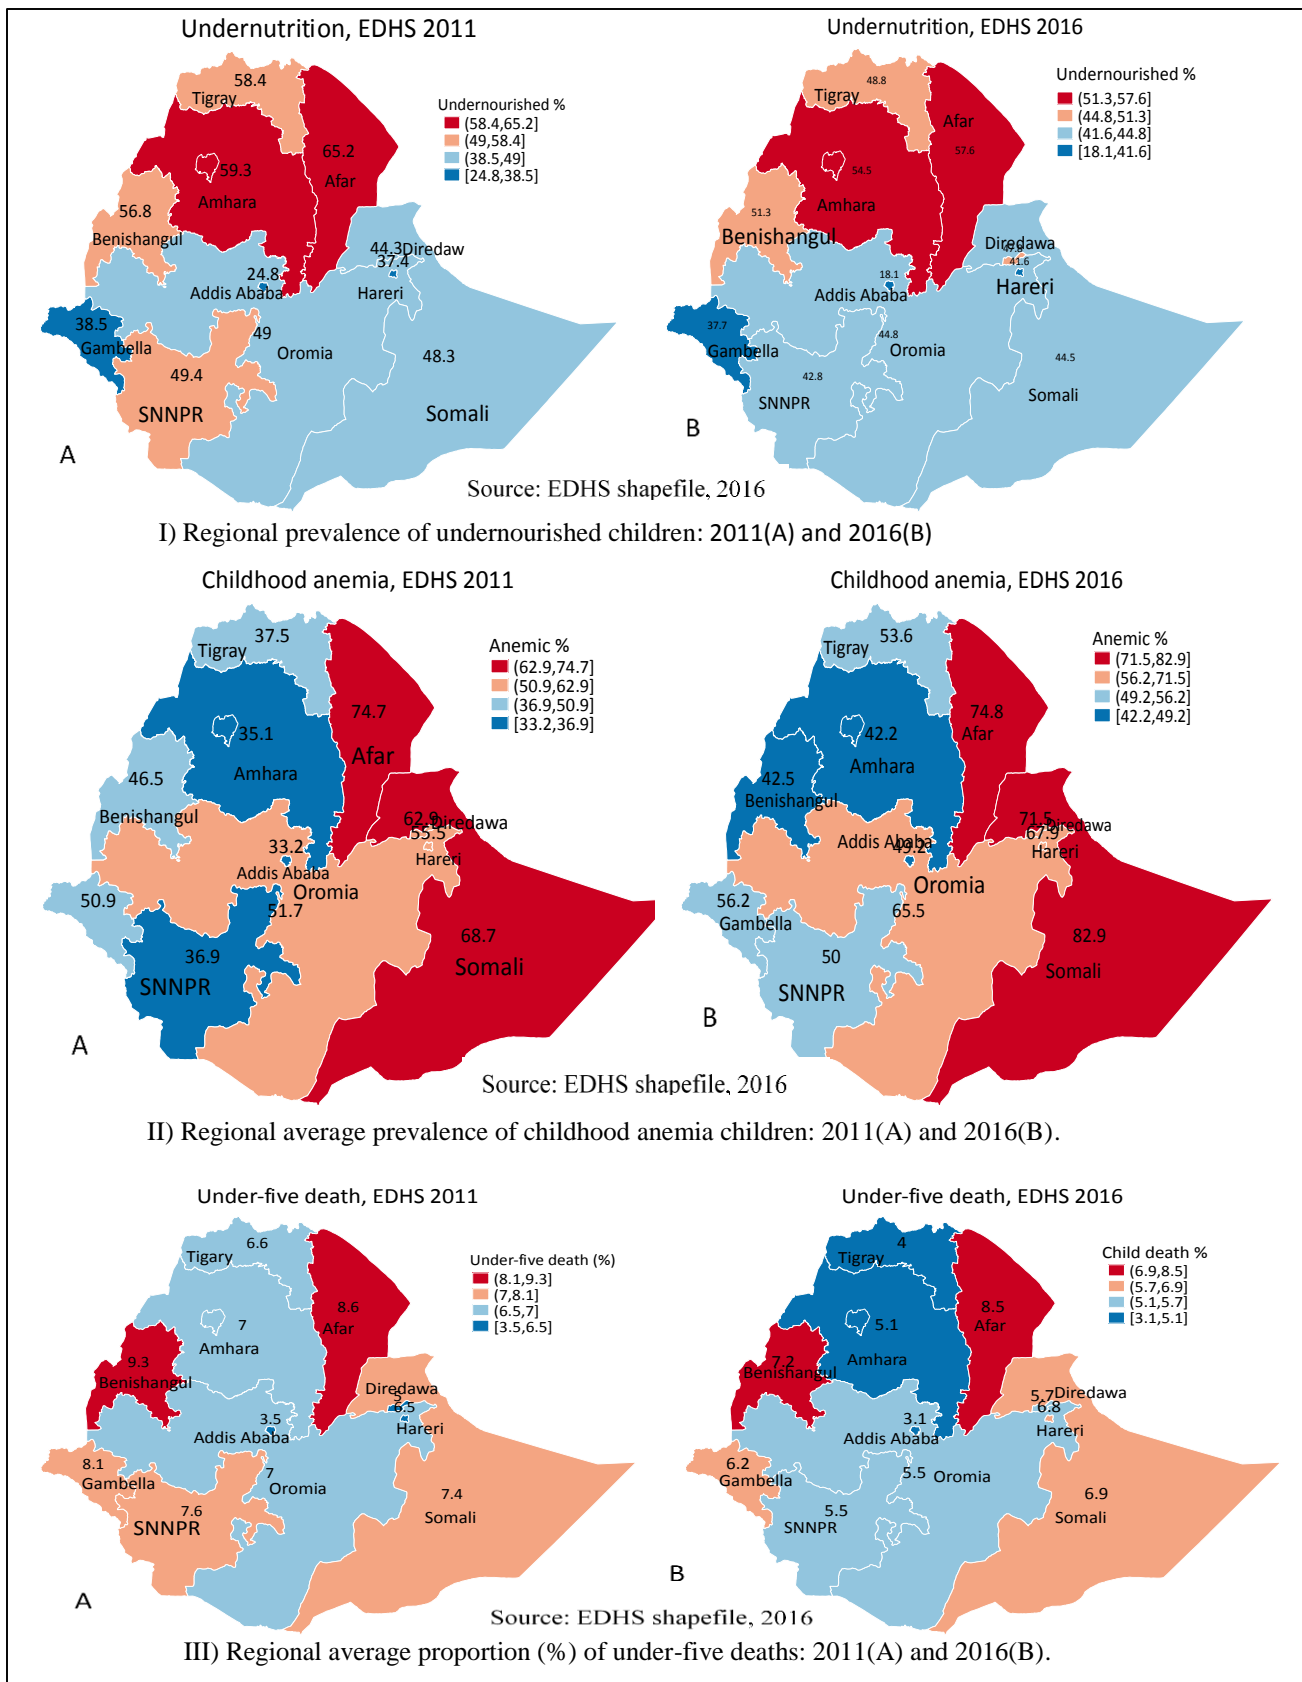 Undernutrition, EDHS 2011
58.4
Tigray
Undernourished %
(58.4,65.2]
(49,58.4]
(38.5,49]
[24.8,38.5]
65.2
Afar
59.3
Amhara
56.8
Benishangul
44.3 Diredaw
37.4
24.8
Addis Ababa
Hareri
38.5
Gambella
49
Oromia
48.3
49.4
SNNPR
Somali
A
Undernutrition, EDHS 2016
48.8
Tigray
Undernourished %
(51.3,57.6]
(44.8,51.3]
(41.6,44.8]
[18.1,41.6]
Afar
57.6
54.5
Amhara
51.3
Benishangul
Diredawa
41.6
18.1
Addis Ababa
Hareri
37.7
Gambella
44.8
Oromia
44.5
42.8
SNNPR
Somali
B
Source: EDHS shapefile, 2016
I) Regional prevalence of undernourished children: 2011(A) and 2016(B)
Childhood anemia, EDHS 2011
37.5
Tigray
Anemic %
(62.9,74.7]
(50.9,62.9]
(36.9,50.9]
[33.2,36.9]
74.7
Afar
35.1
Amhara
46.5
Benishangul
62.9
Diredawa
55.5
Hareri
33.2
Addis Ababa
Oromia
50.9
51.7
36.9
SNNPR
68.7
Somali
A
Childhood anemia, EDHS 2016
53.6
Tigray
Anemic %
(71.5,82.9]
(56.2,71.5]
(49.2,56.2]
[42.2,49.2]
74.8
Afar
42.2
Amhara
42.5
Benishangul
71.5
Diredawa
67.9
Hareri
Addis Ababa
49.2
Oromia
56.2
Gambella
65.5
50
SNNPR
82.9
Somali
B
Source: EDHS shapefile, 2016
II) Regional average prevalence of childhood anemia children: 2011(A) and 2016(B).
Under-five death, EDHS 2011
6.6
Tigary
Under-five death (%)
(8.1,9.3]
(7,8.1]
(6.5,7]
[3.5,6.5]
8.6
Afar
7
Amhara
9.3
Benishangul
Diredawa
5
6.5
Hareri
3.5
Addis Ababa
8.1
Gambella
7
Oromia
7.6
SNNPR
7.4
Somali
A
Under-five death, EDHS 2016
4
Tigray
Child death %
(6.9,8.5]
(5.7,6.9]
(5.1,5.7]
[3.1,5.1]
8.5
Afar
5.1
Amhara
7.2
Benishangul
5.7
Diredawa
6.8
Hareri
3.1
Addis Ababa
6.2
Gambella
5.5
Oromia
5.5
SNNPR
6.9
Somali
B
Source: EDHS shapefile, 2016
III) Regional average proportion (%) of under-five deaths: 2011(A) and 2016(B).